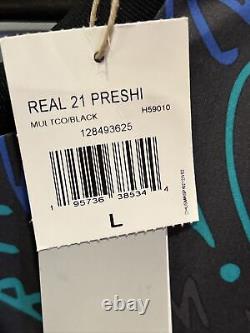 REAL 21 PRESHI
MULTCO/BLACK H59010
128493625
1 95736 38534 4
L